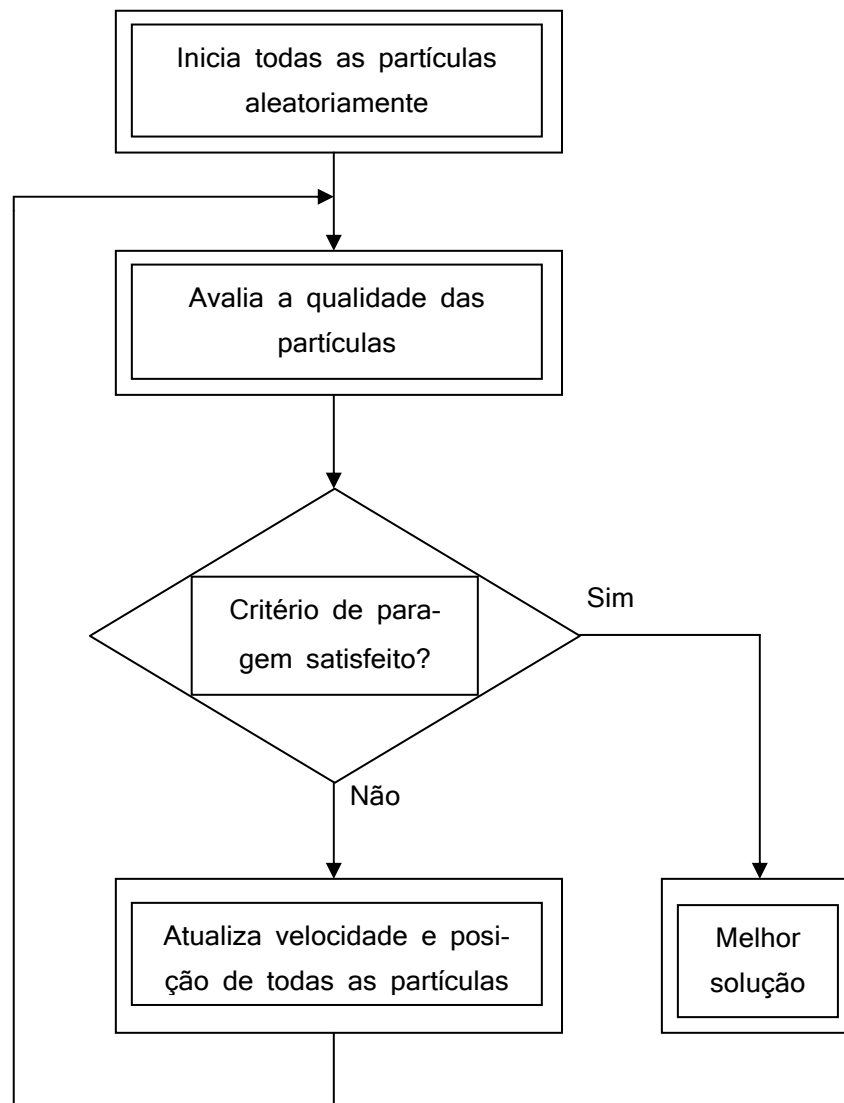 Inicia todas as partículas
aleatoriamente
Avalia a qualidade das
partículas
Critério de para-
gem satisfeito?
Sim
Não
Atualiza velocidade e posi-
ção de todas as partículas
Melhor
solução